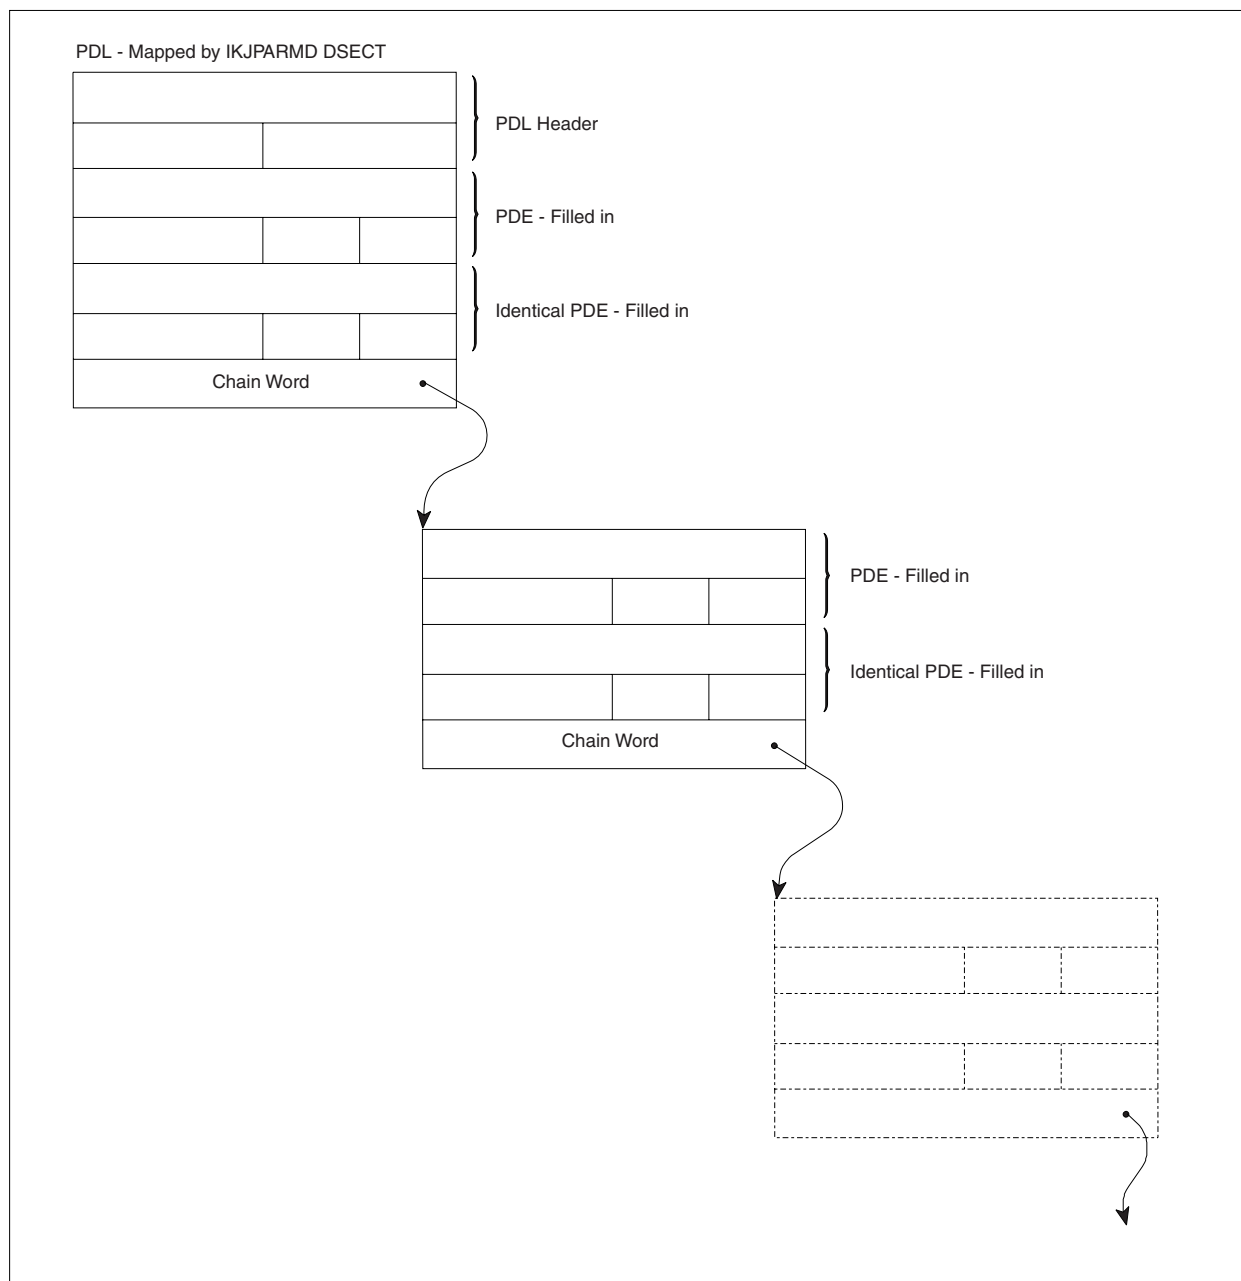 PDL - Mapped by IKJPARMD DSECT
PDL Header
PDE - Filled in
Identical PDE - Filled in
Chain Word
PDE - Filled in
Identical PDE - Filled in
Chain Word